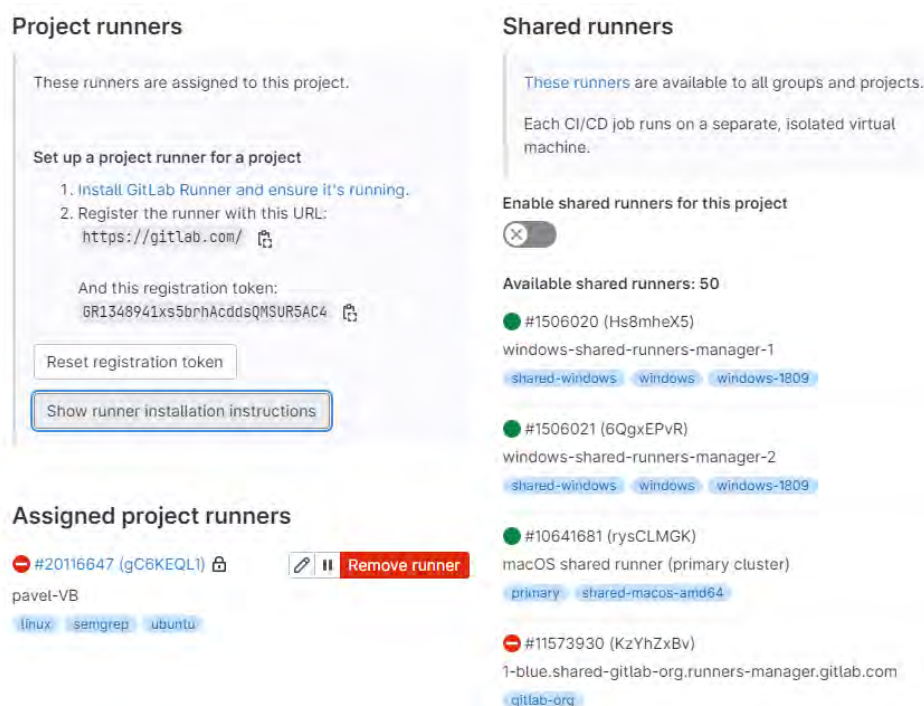 Project runners
These runners are assigned to this project.
Set up a project runner for a project
1. Install GitLab Runner and ensure it's running.
2. Register the runner with this URL:
https://gitlab.com/
And this registration token:
GR1348941xs5brhAcddsQMSUR5AC4
Reset registration token
Show runner installation instructions
Assigned project runners
#20116647 (gC6KEQL1)
Remove runner
pavel-VB
linux semgrep ubuntu
Shared runners
These runners are available to all groups and projects.
Each CI/CD job runs on a separate, isolated virtual
machine.
Enable shared runners for this project
Available shared runners: 50
#1506020 (Hs8mheX5)
windows-shared-runners-manager-1
shared-windows windows windows-1809
#1506021 (6QgxEPvR)
windows-shared-runners-manager-2
shared-windows windows windows-1809
#10641681 (rysCLMGK)
macOS shared runner (primary cluster)
primary shared-macos-amd64
#11573930 (KzYhZxBv)
1-blue.shared-gitlab-org.runners-manager.gitlab.com
gitlab-org